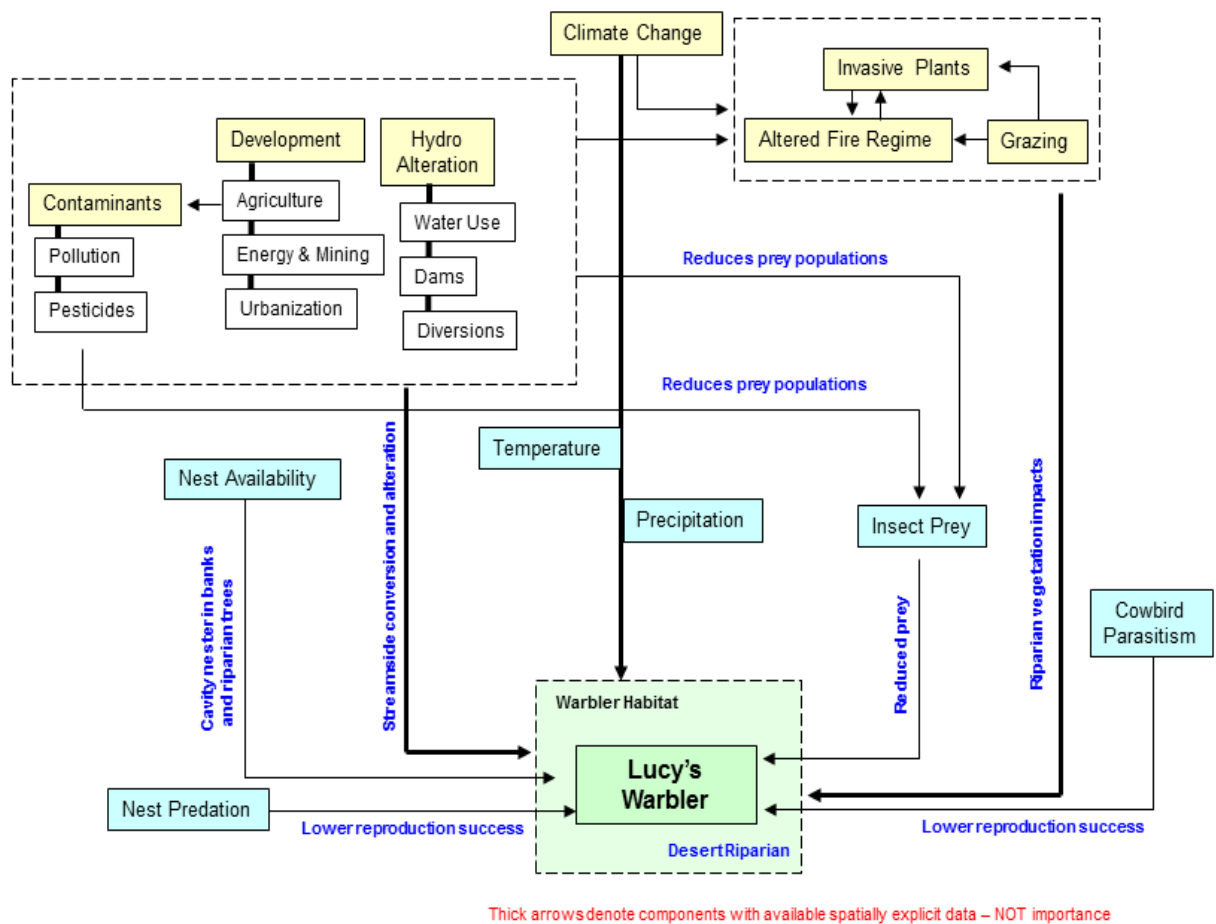 Climate Change
Invasive Plants
Altered Fire Regime
Grazing
Development
Hydro
Alteration
Contaminants
Agriculture
Water Use
Pollution
Energy & Mining
Dams
Pesticides
Urbanization
Diversions
Reduces prey populations
Reduces prey populations
Temperature
Nest Availability
Precipitation
Insect Prey
Cowbird
Parasitism
Cavity nester in banks
and riparian trees
Streamside conversion and alteration
Reduced prey
Riparian vegetation impacts
Warbler Habitat
Lucy's
Warbler
Nest Predation
Lower reproduction success
Lower reproduction success
Desert Riparian
Thick arrows denote components with available spatially explicit data – NOT importance